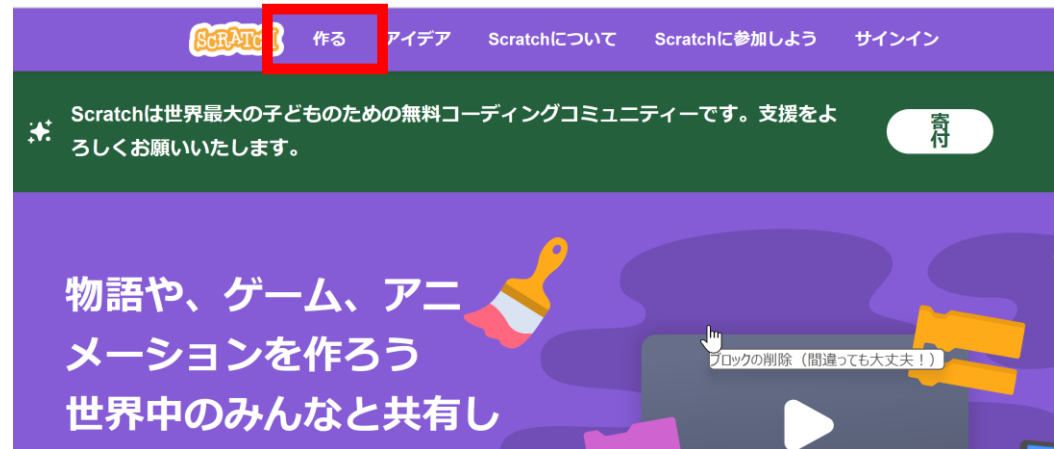 SCRATCH 作る アイデア Scratchについて Scratchに参加しよう サインイン
Scratchは世界最大の子どものための無料コーディングコミュニティーです。支援をよ
ろしくお願いいたします。
寄
付
物語や、ゲーム、アニ
メーションを作ろう
世界中のみんなと共有し
ブロックの削除（間違っても大丈夫！）